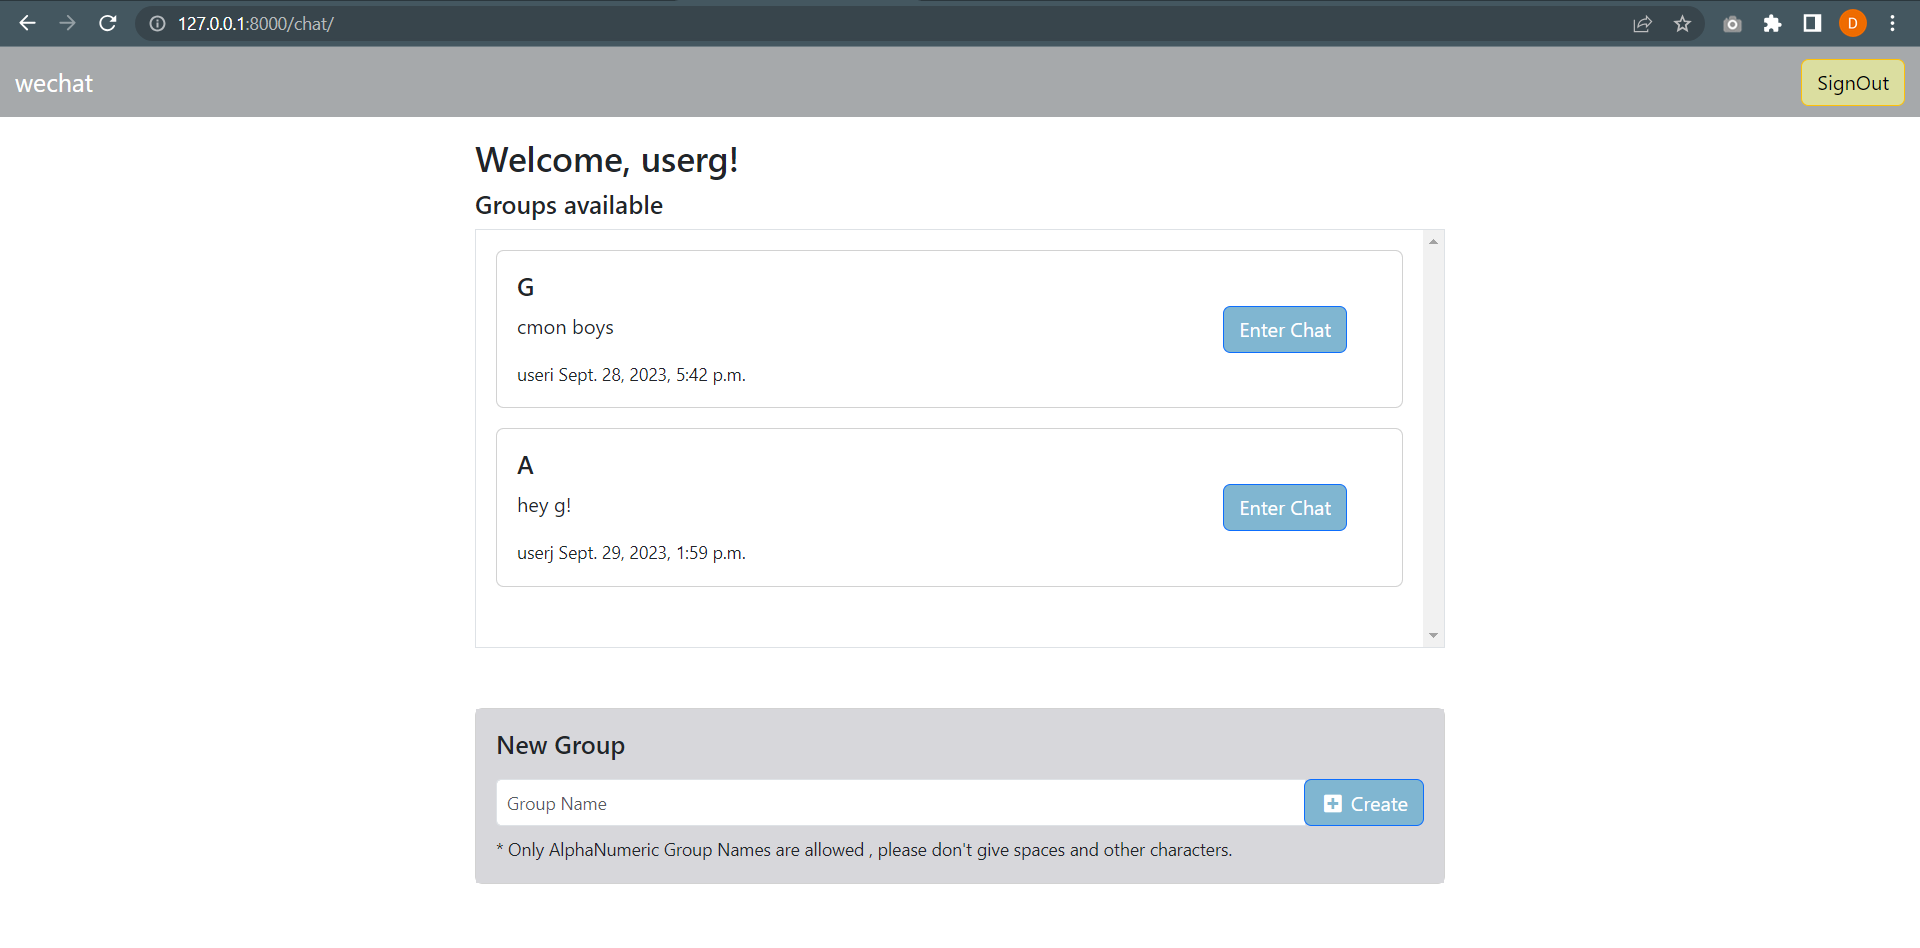 127.0.0.1:8000/chat/
D
wechat
SignOut
Welcome, userg!
Groups available
G
cmon boys
Enter Chat
useri Sept. 28, 2023, 5:42 p.m.
A
hey g!
Enter Chat
userj Sept. 29, 2023, 1:59 p.m.
New Group
Group Name
Create
* Only AlphaNumeric Group Names are allowed , please don't give spaces and other characters.